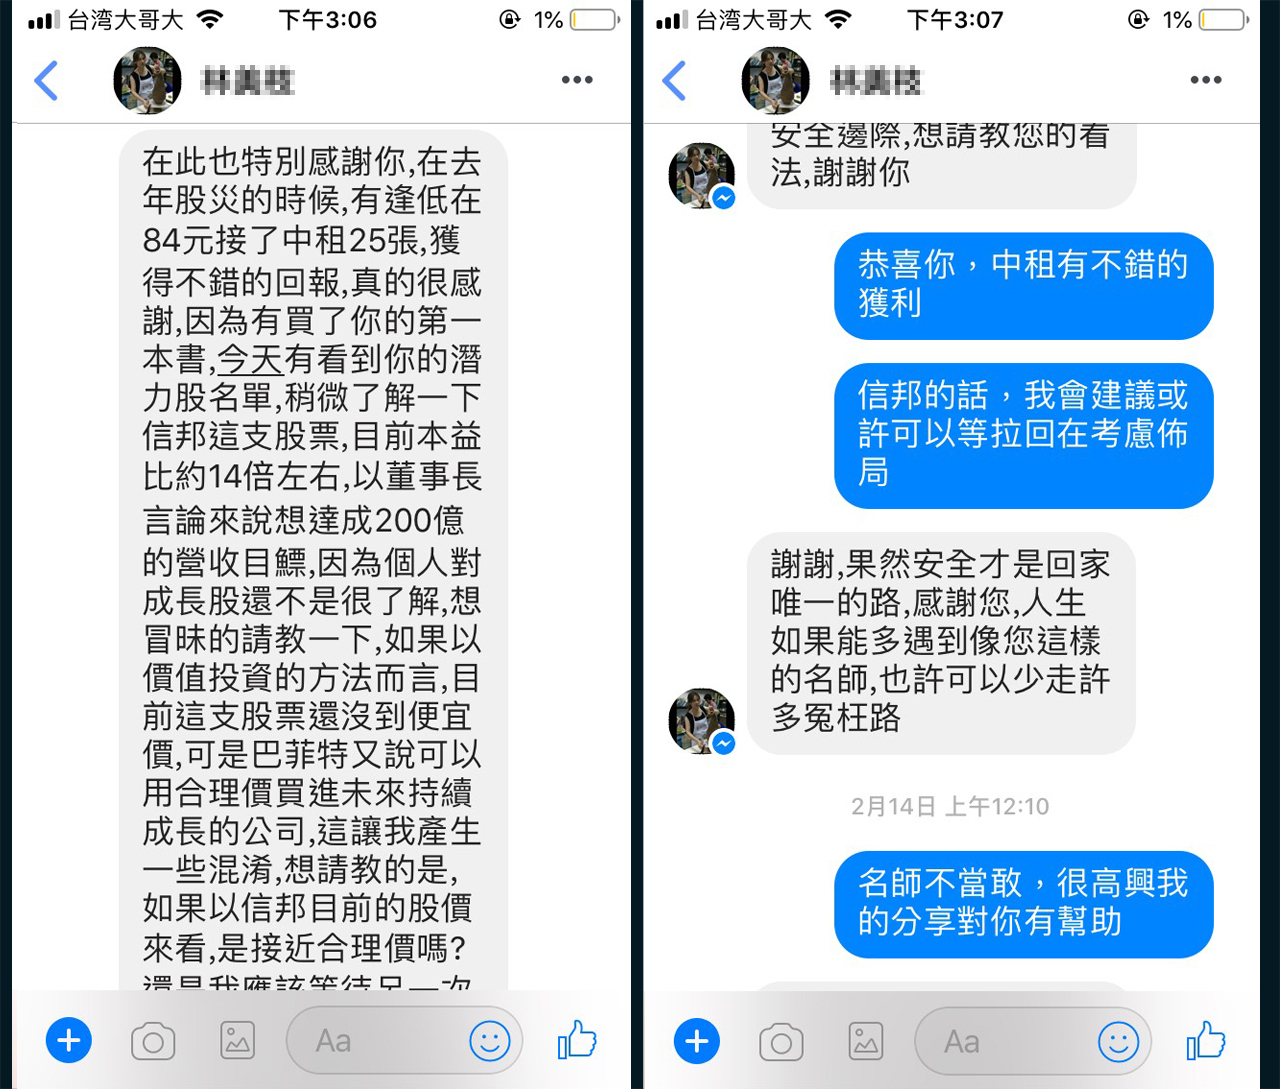 台湾大哥大
下午3:06
1%
在此也特別感謝你,在去
年股災的時候,有逢低在
84元接了中租25張,獲
得不錯的回報,真的很感
謝,因為有買了你的第一
本書,今天有看到你的潛
力股名單,稍微了解一下
信邦這支股票,目前本益
比約14倍左右,以董事長
言論來說想達成200億
的營收目鰾,因為個人對
成長股還不是很了解,想
冒昧的請教一下,如果以
價值投資的方法而言,目
前這支股票還沒到便宜
價,可是巴菲特又說可以
用合理價買進未來持續
成長的公司,這讓我產生
一些混淆,想請教的是,
如果以信邦目前的股價
來看,是接近合理價嗎?
還是我應該等待另一次
Aa
台湾大哥大
下午3:07
1%
安全邊際,想請教您的看
法,謝謝你
恭喜你，中租有不錯的
獲利
信邦的話，我會建議或
許可以等拉回在考慮佈
局
謝謝,果然安全才是回家
唯一的路,感謝您,人生
如果能多遇到像您這樣
的名師,也許可以少走許
多冤枉路
2月14日 上午12:10
名師不當敢，很高興我
的分享對你有幫助
Aa